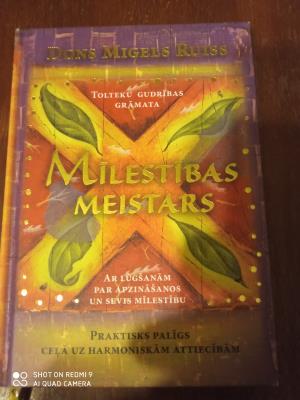 Dons Migels Ruiss
Tolteku gudrības
grāmata
Mīlestības
meistars
Ar lūgšanām
par apzināšanos
un sevis mīlestību
Praktisks palīgs
ceļā uz harmoniskām attiecībām
SHOT ON REDMI 9
AI QUAD CAMERA